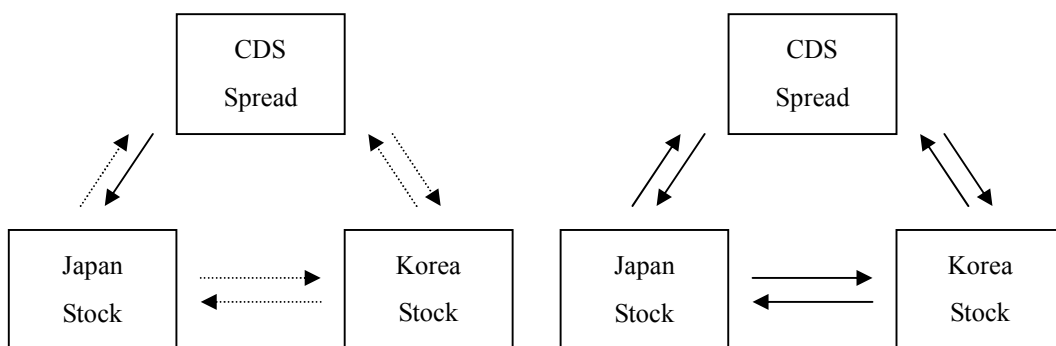 CDS
Spread
Japan
Stock
Korea
Stock
CDS
Spread
Japan
Stock
Korea
Stock